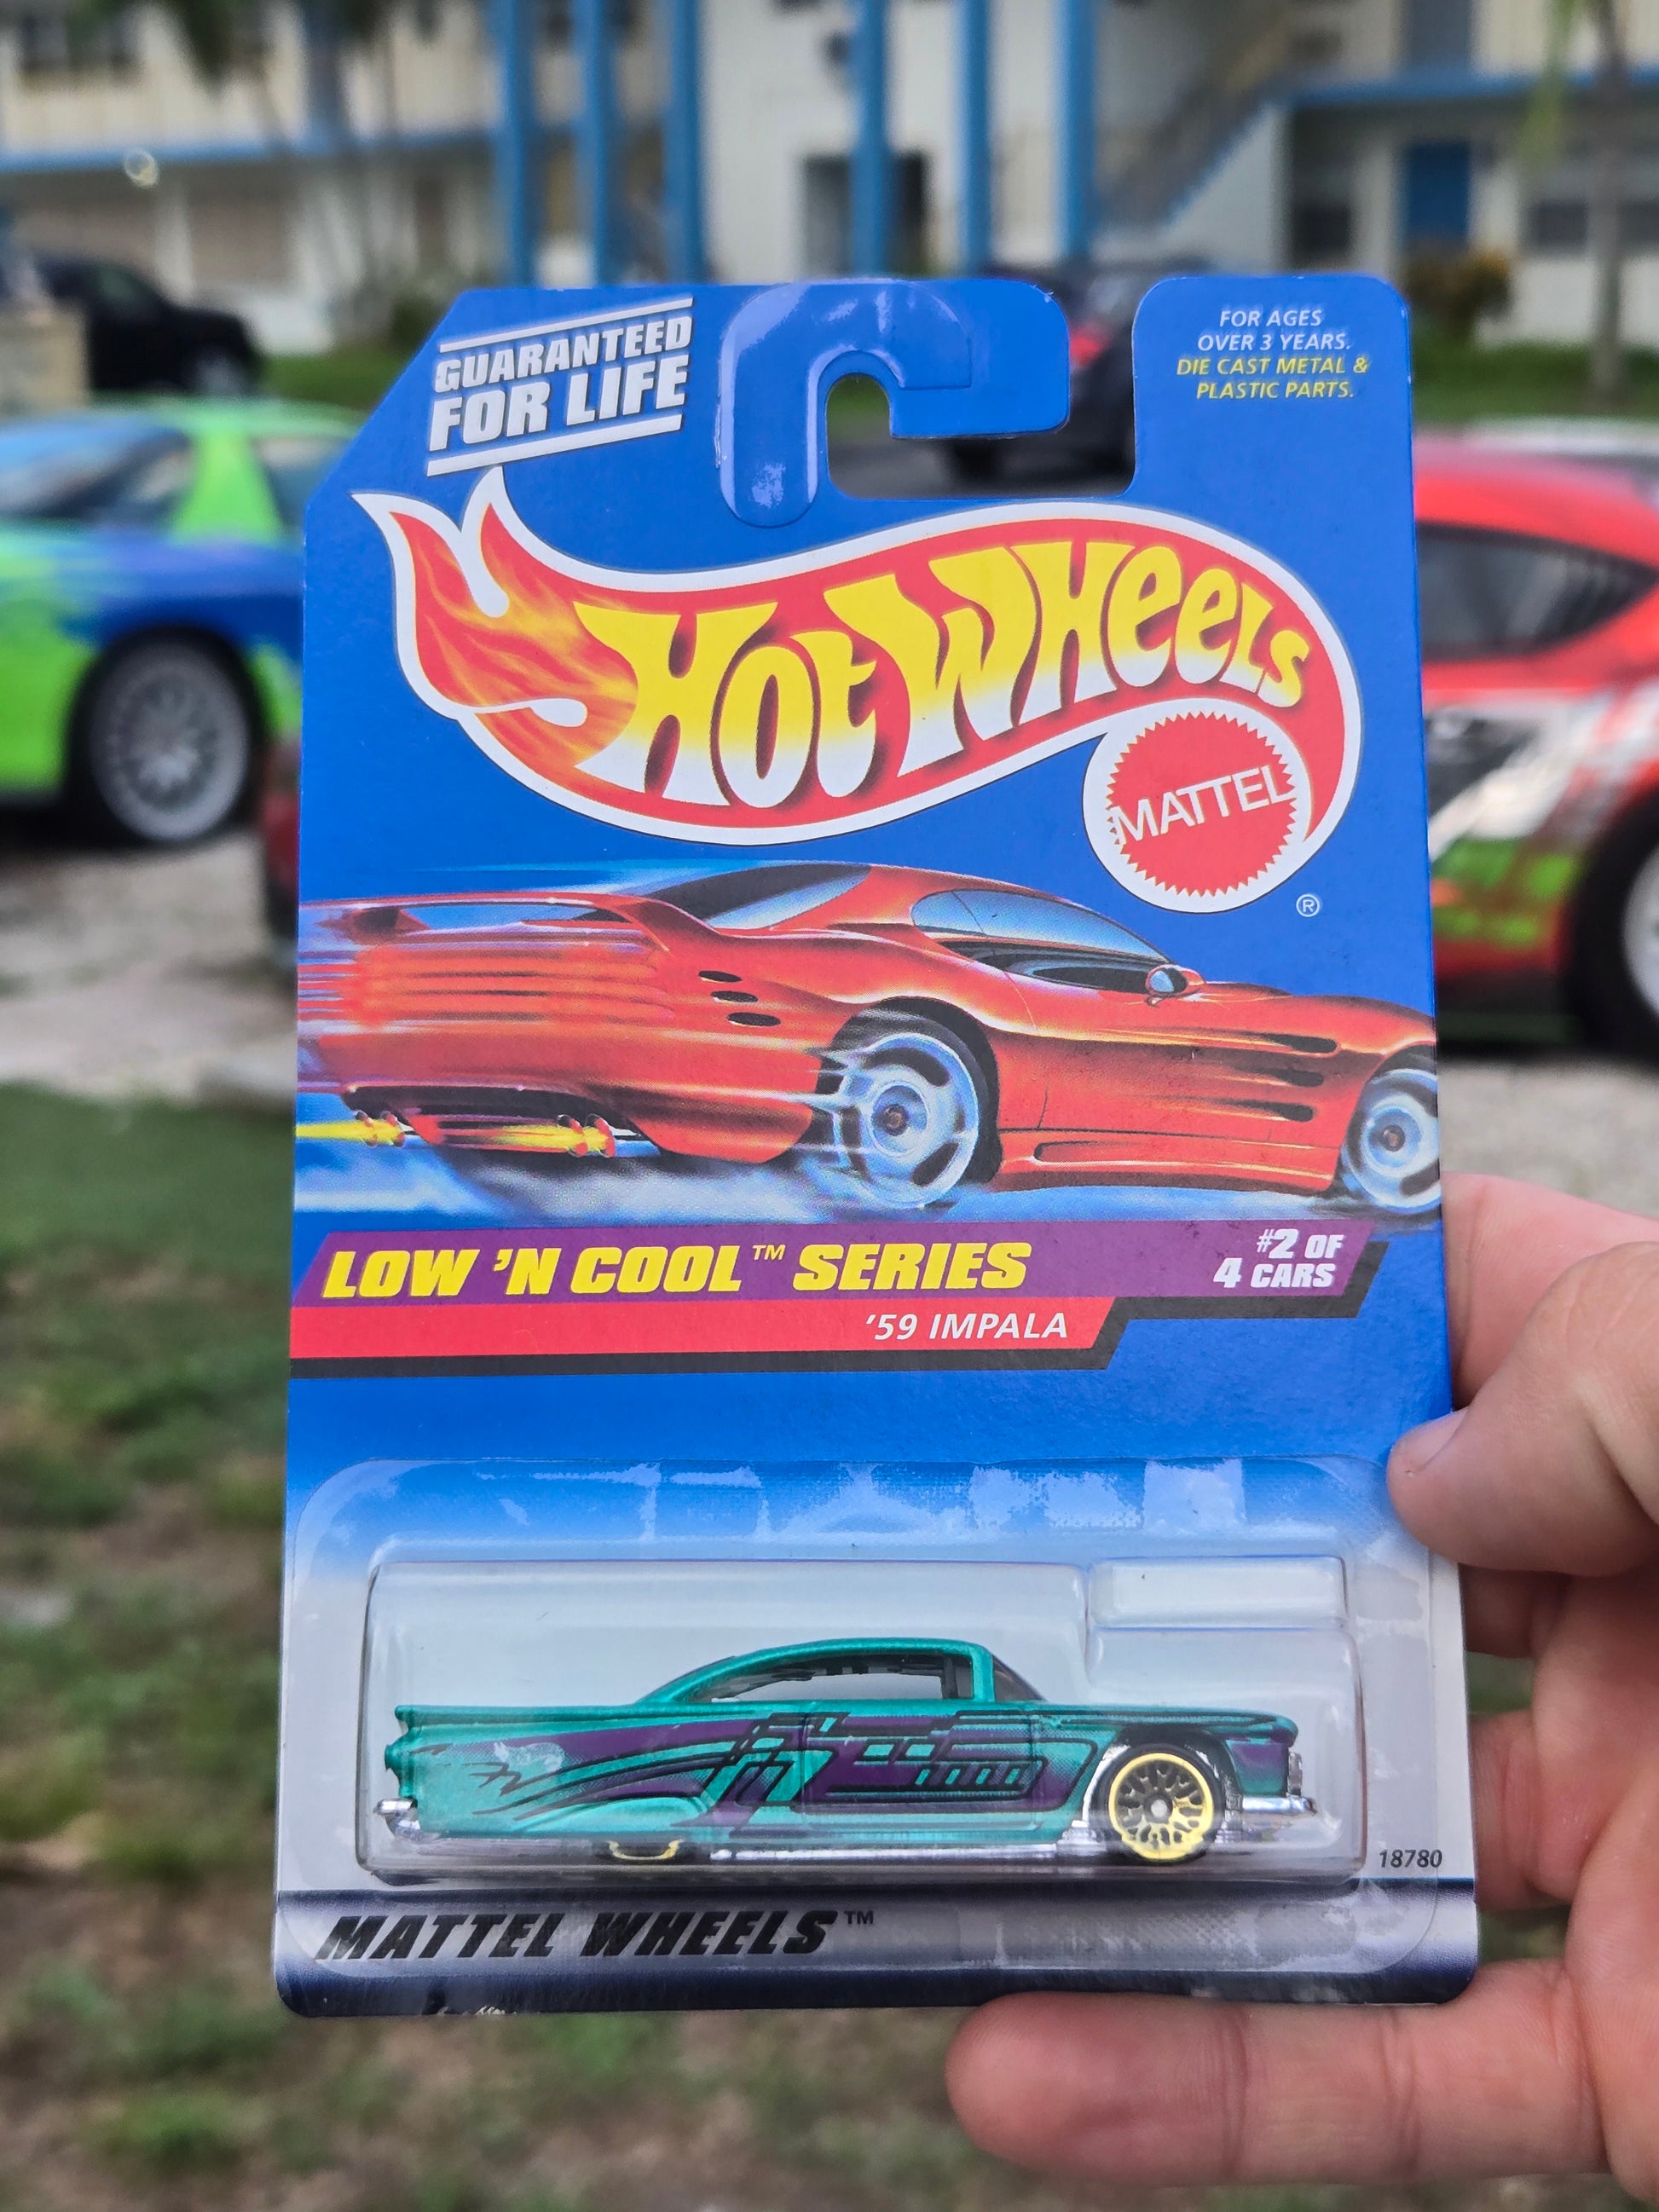 GUARANTEED
FOR LIFE
FOR AGES
OVER 3 YEARS.
DIE CAST METAL &
PLASTIC PARTS.
HOT WHEELS
MATTEL
®
LOW 'N COOL™ SERIES
#2 OF
4 CARS
'59 IMPALA
18780
MATTEL WHEELS™